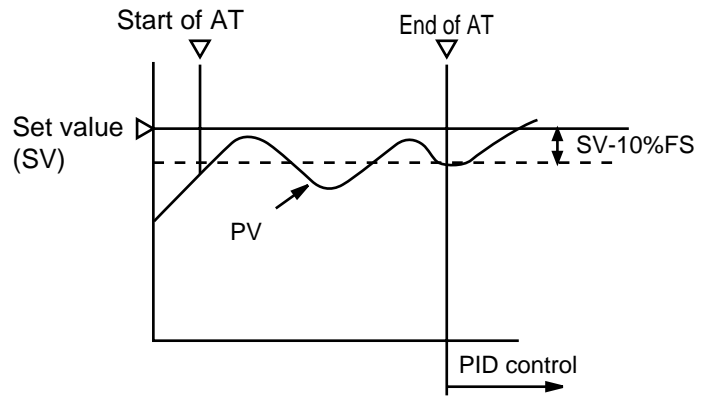 Start of AT
End of AT
Set value
(SV)
SV-10%FS
PV
PID control